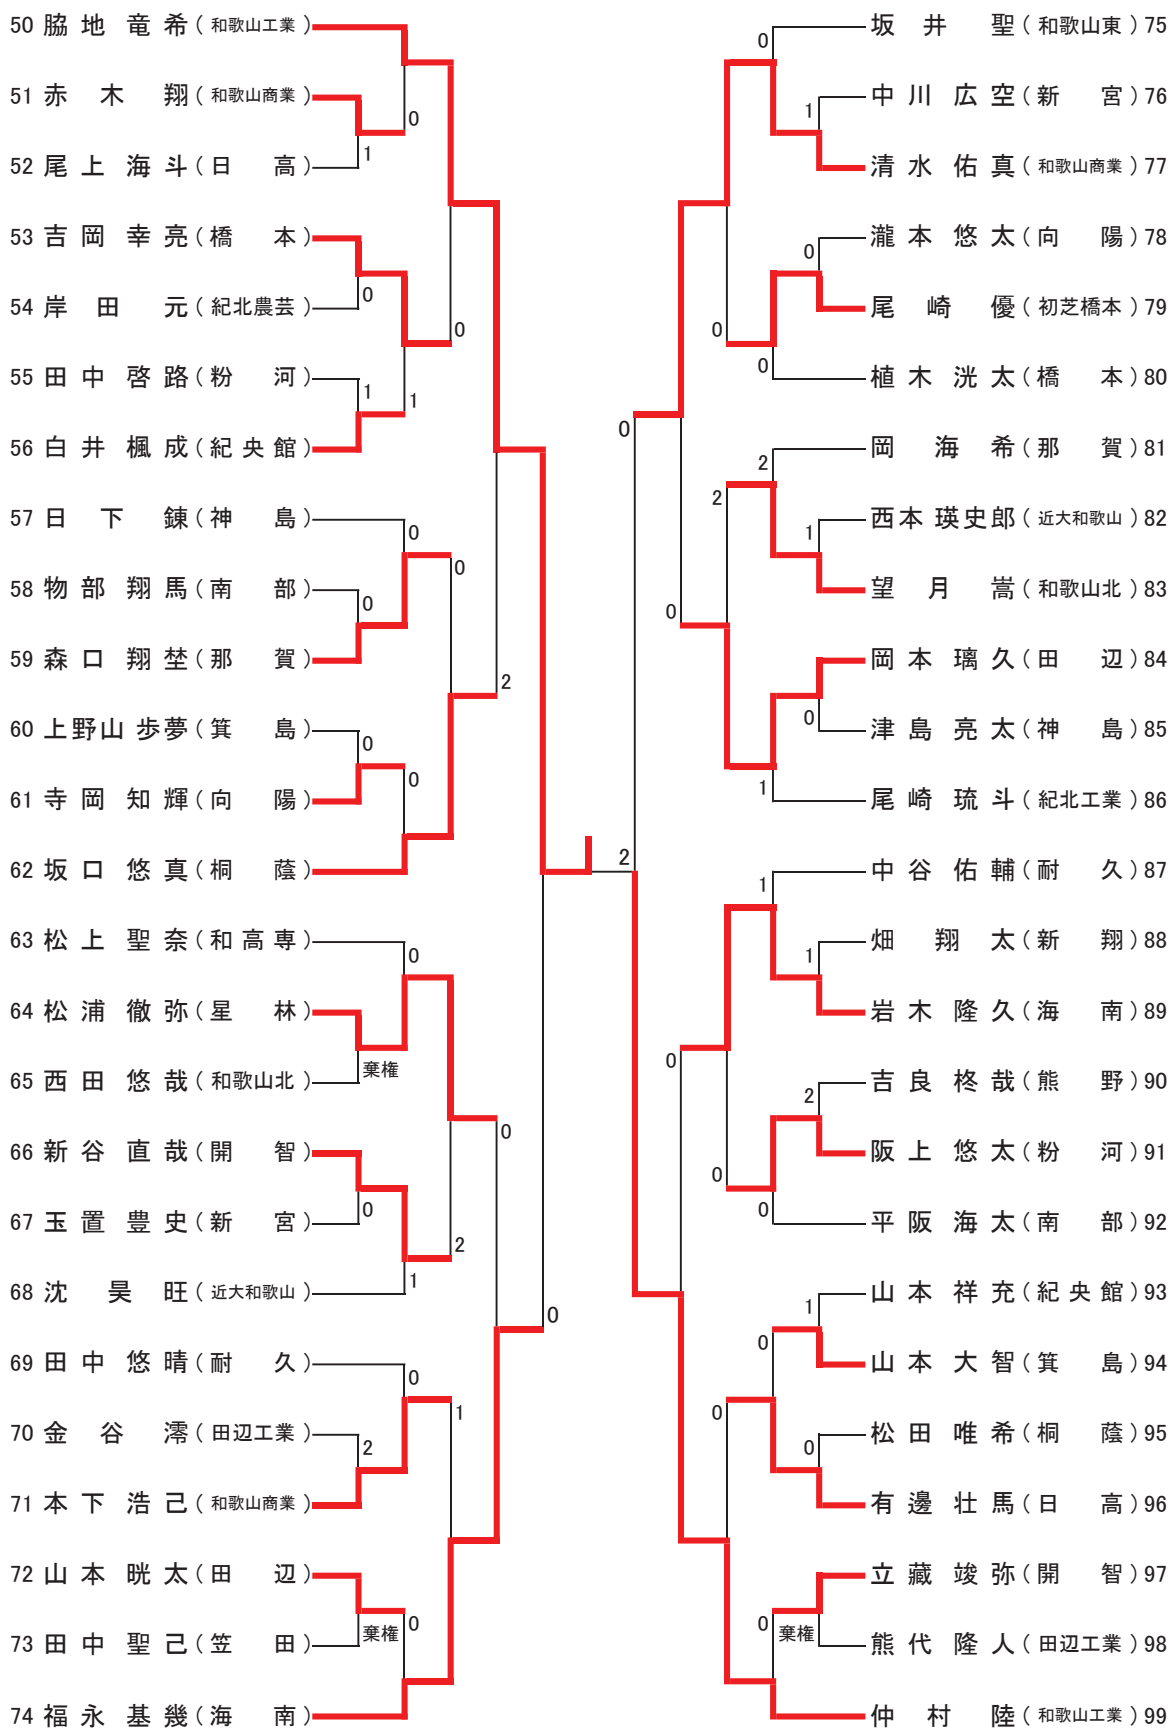 50 脇地竜希(和歌山工業)
51 赤木翔(和歌山商業)
0
1
52 尾上海斗(日高)
53 吉岡幸亮(橋本)
0
54 岸田元(紀北農芸)
0
55 田中啓路(粉河)
1
1
56 白井楓成(紀央館)
57 日下錬(神島)
0
0
58 物部翔馬(南部)
0
59 森口翔埜(那賀)
2
60 上野山歩夢(箕島)
0
0
61 寺岡知輝(向陽)
62 坂口悠真(桐蔭)
63 松上聖奈(和高専)
0
64 松浦徹弥(星林)
棄権
65 西田悠哉(和歌山北)
0
66 新谷直哉(開智)
0
67 玉置豊史(新宮)
2
1
68 沈昊旺(近大和歌山)
0
69 田中悠晴(耐久)
0
1
70 金谷澪(田辺工業)
2
71 本下浩己(和歌山商業)
72 山本晄太(田辺)
0
棄権
73 田中聖己(笠田)
74 福永基幾(海南)
2
坂井聖(和歌山東)75
0
中川広空(新宮)76
1
清水佑真(和歌山商業)77
瀧本悠太(向陽)78
0
尾崎優(初芝橋本)79
0
0
植木洸太(橋本)80
0
岡海希(那賀)81
2
2
西本瑛史郎(近大和歌山)82
1
望月嵩(和歌山北)83
0
岡本璃久(田辺)84
0
津島亮太(神島)85
1
尾崎琉斗(紀北工業)86
中谷佑輔(耐久)87
1
畑翔太(新翔)88
1
岩木隆久(海南)89
0
吉良柊哉(熊野)90
2
阪上悠太(粉河)91
0
0
平阪海太(南部)92
山本祥充(紀央館)93
1
0
山本大智(箕島)94
0
松田唯希(桐蔭)95
0
有邊壮馬(日高)96
立藏竣弥(開智)97
0
棄権
熊代隆人(田辺工業)98
仲村陸(和歌山工業)99